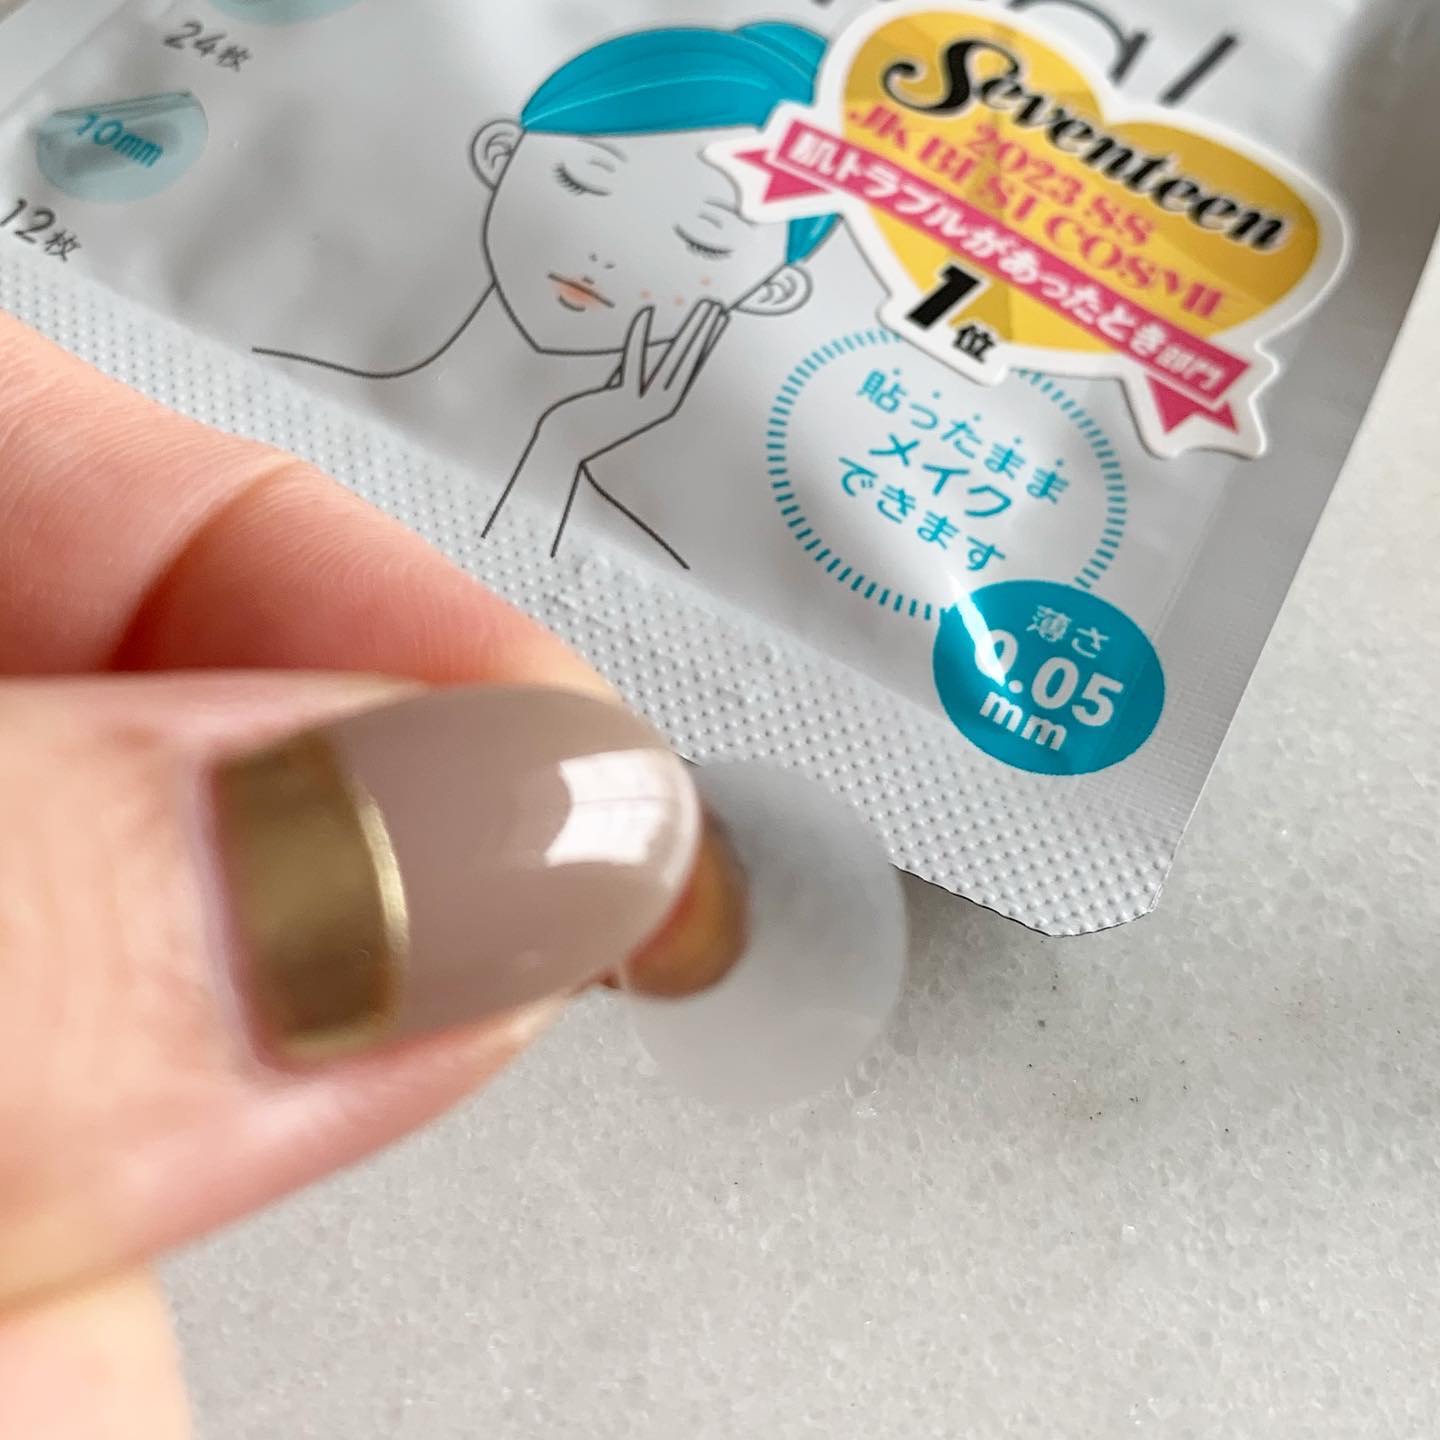 24枚
10mm
12枚
Seventeen
2023 SS
JK BEST COSME
肌トラブルがあったとき部門
1位
貼ったまま
メイク
できます
薄さ
0.05
mm